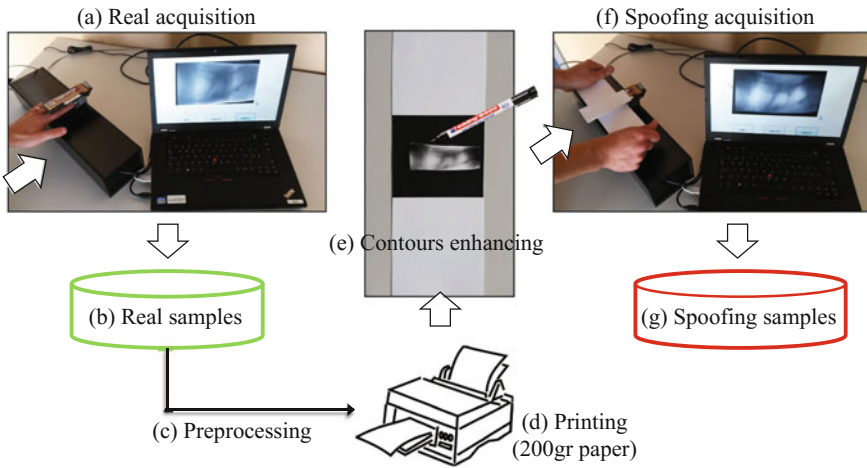 (a) Real acquisition
(f) Spoofing acquisition
(e) Contours enhancing
(b) Real samples
(g) Spoofing samples
(c) Preprocessing
(d) Printing
(200gr paper)